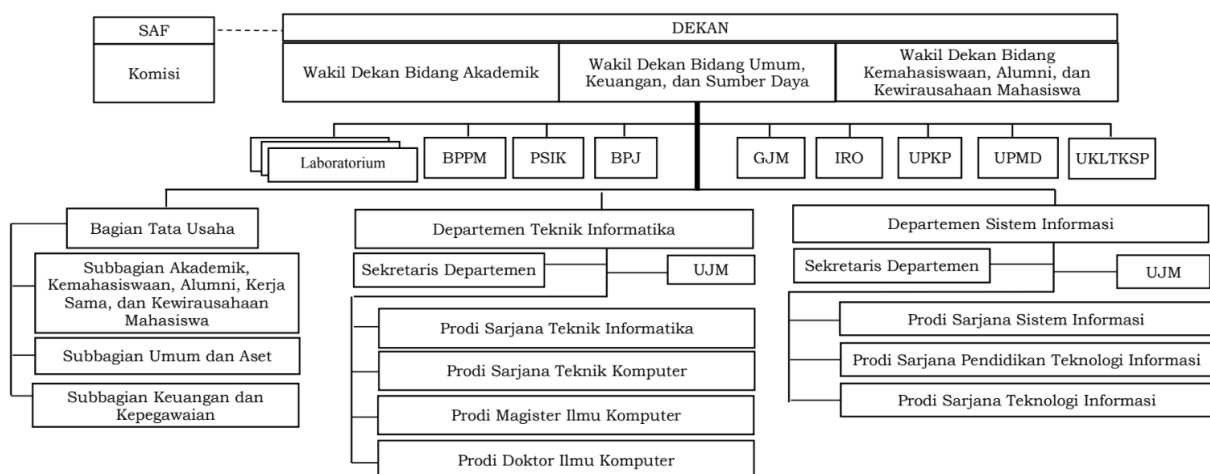 SAF
DEKAN
Komisi
Wakil Dekan Bidang Akademik
Wakil Dekan Bidang Umum,
Keuangan, dan Sumber Daya
Wakil Dekan Bidang
Kemahasiswaan, Alumni, dan
Kewirausahaan Mahasiswa
Laboratorium
BPPM
PSIK
BPJ
GJM
IRO
UPKP
UPMD
UKLTKSP
Bagian Tata Usaha
Subbagian Akademik,
Kemahasiswaan, Alumni, Kerja
Sama, dan Kewirausahaan
Mahasiswa
Subbagian Umum dan Aset
Subbagian Keuangan dan
Kepegawaian
Departemen Teknik Informatika
Sekretaris Departemen
UJM
Prodi Sarjana Teknik Informatika
Prodi Sarjana Teknik Komputer
Prodi Magister Ilmu Komputer
Prodi Doktor Ilmu Komputer
Departemen Sistem Informasi
Sekretaris Departemen
UJM
Prodi Sarjana Sistem Informasi
Prodi Sarjana Pendidikan Teknologi Informasi
Prodi Sarjana Teknologi Informasi